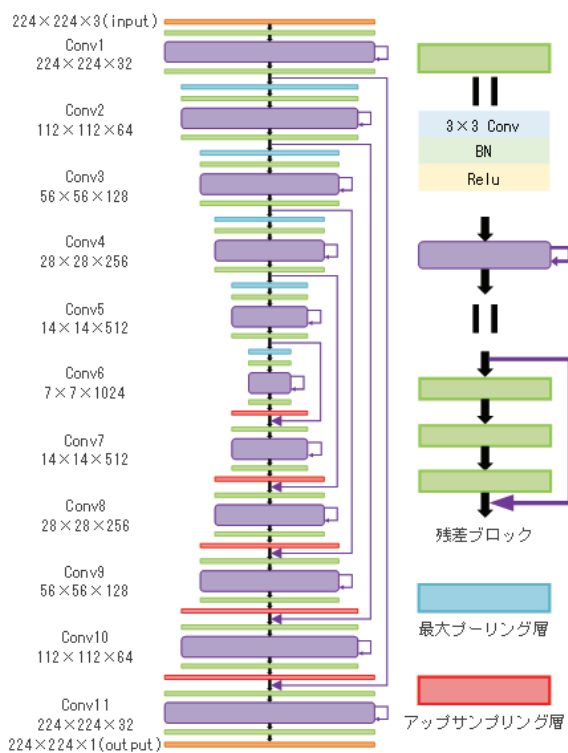 224×224×3(input)
Conv1
224×224×32
Conv2
112×112×64
Conv3
56×56×128
Conv4
28×28×256
Conv5
14×14×512
Conv6
7×7×1024
Conv7
14×14×512
Conv8
28×28×256
Conv9
56×56×128
Conv10
112×112×64
Conv11
224×224×32
224×224×1(output)
3×3 Conv
BN
Relu
残差ブロック
最大プーリング層
アップサンプリング層